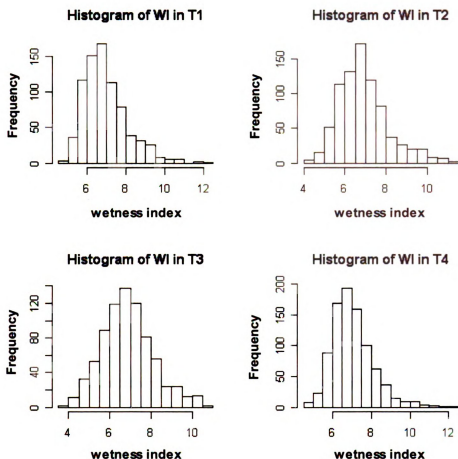 Histogram of WI in T1
Frequency
0 50 100 150
6 8 10 12
wetness index
Histogram of WI in T2
Frequency
0 50 100 150
4 6 8 10
wetness index
Histogram of WI in T3
Frequency
0 40 80 120
4 6 8 10
wetness index
Histogram of WI in T4
Frequency
0 50 100 150 200
6 8 10 12
wetness index